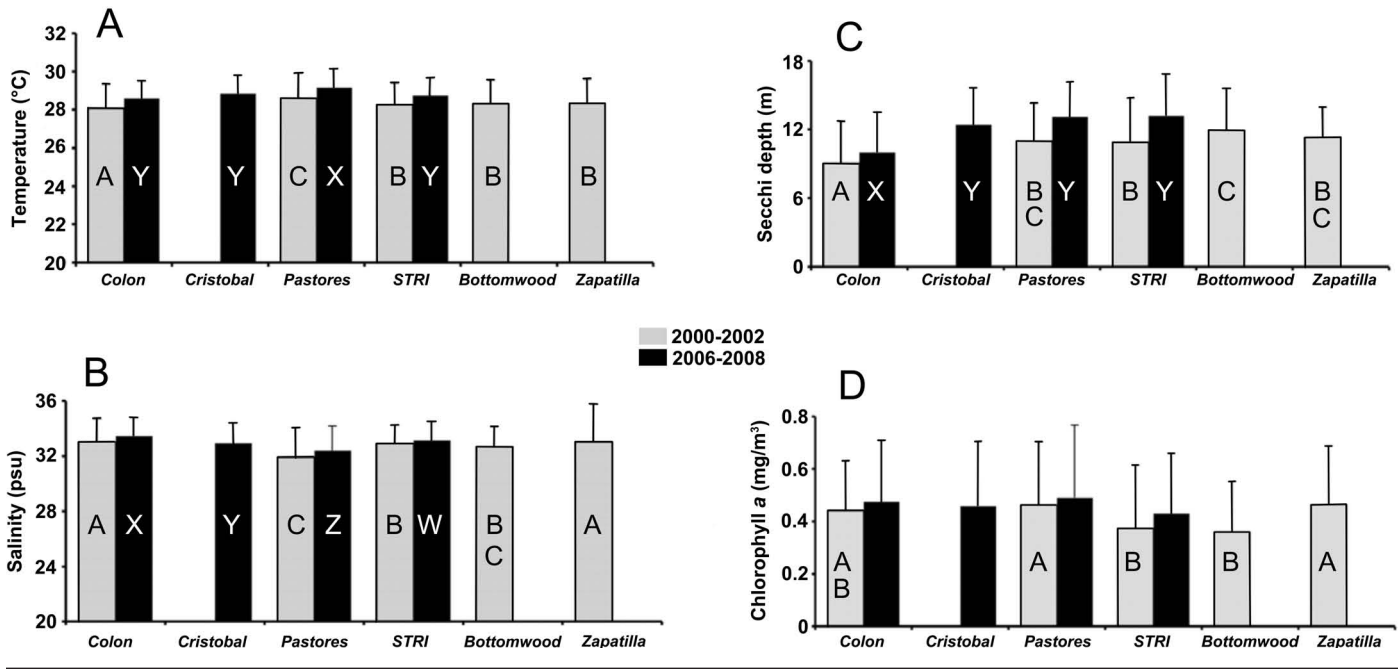 A
Temperature (°C)
32
30
28
26
24
22
20
A Y Y C X B Y B B
Colon Cristobal Pastores STRI Bottomwood Zapatilla
C
Secchi depth (m)
18
12
6
0
A X Y B Y B Y C B
C C
Colon Cristobal Pastores STRI Bottomwood Zapatilla
2000-2002
2006-2008
B
Salinity (psu)
36
32
28
24
20
A X Y C Z B W B A
C
Colon Cristobal Pastores STRI Bottomwood Zapatilla
D
Chlorophyll a (mg/m³)
0.8
0.6
0.4
0.2
0
A A B B A
B
Colon Cristobal Pastores STRI Bottomwood Zapatilla